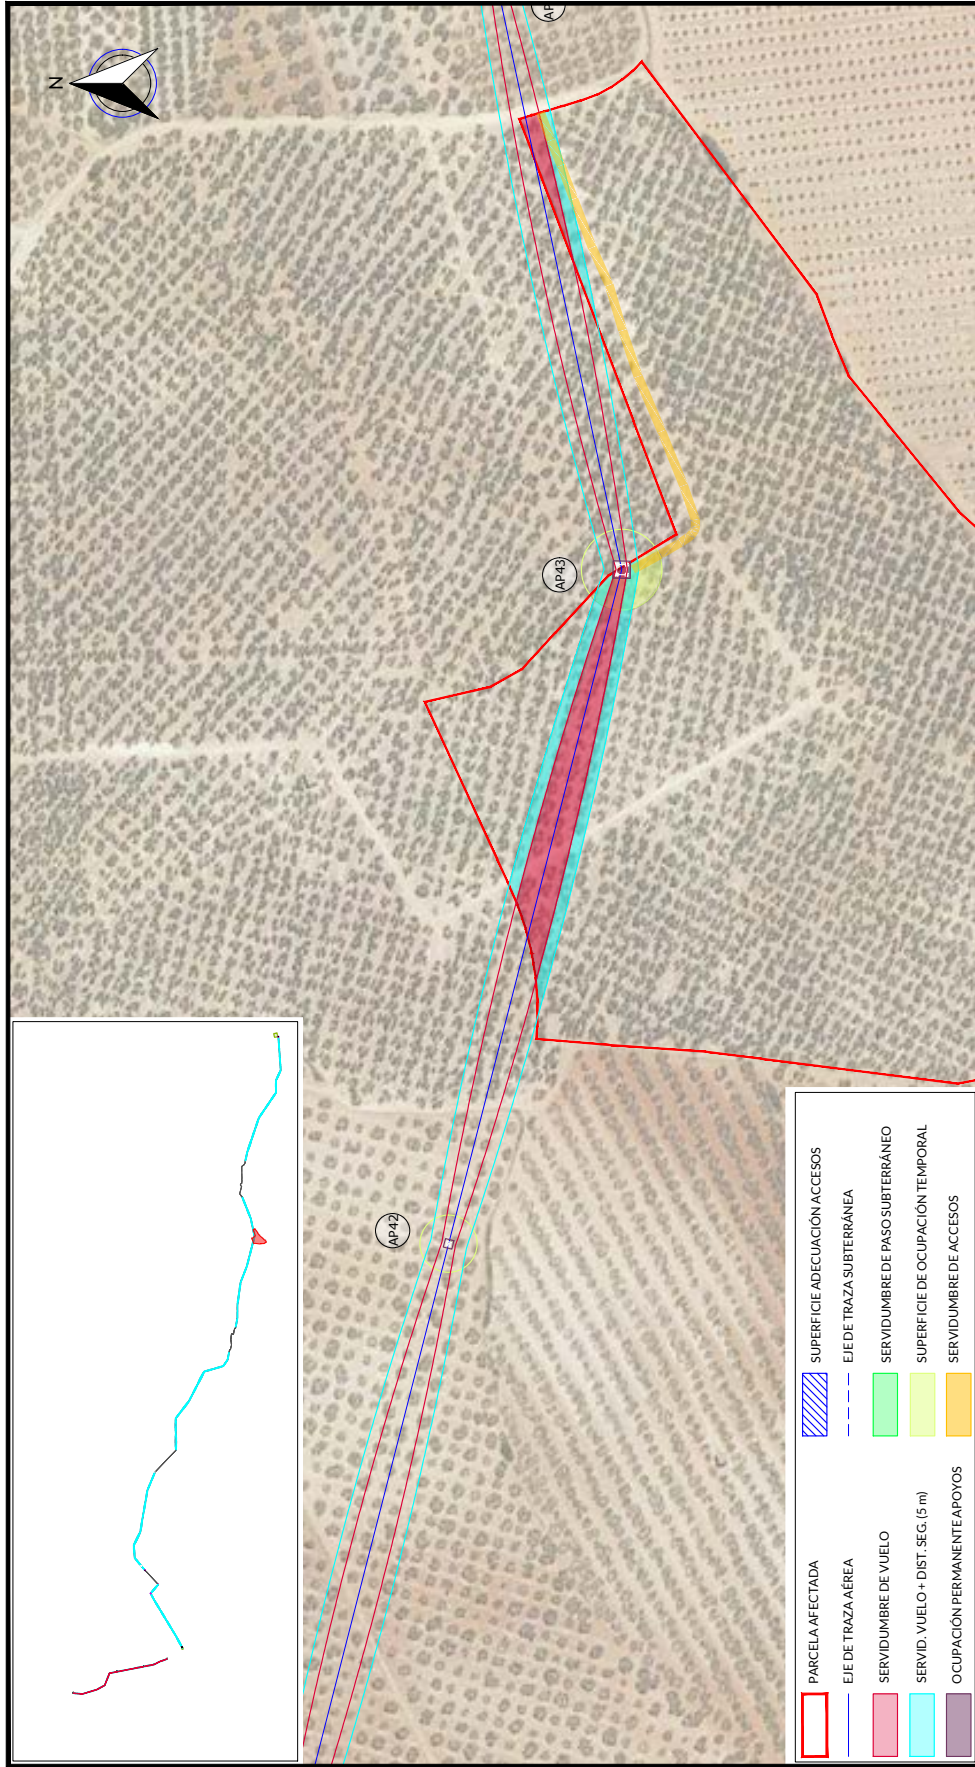 N
AP
AP43
AP42
PARCELA AFECTADA
EJE DE TRAZA AÉREA
SERVIDUMBRE DE VUELO
SERVID. VUELO + DIST. SEG. (5 m)
OCUPACIÓN PERMANENTE APOYOS
SUPERFICIE ADECUACIÓN ACCESOS
EJE DE TRAZA SUBTERRÁNEA
SERVIDUMBRE DE PASO SUBTERRÁNEO
SUPERFICIE DE OCUPACIÓN TEMPORAL
SERVIDUMBRE DE ACCESOS